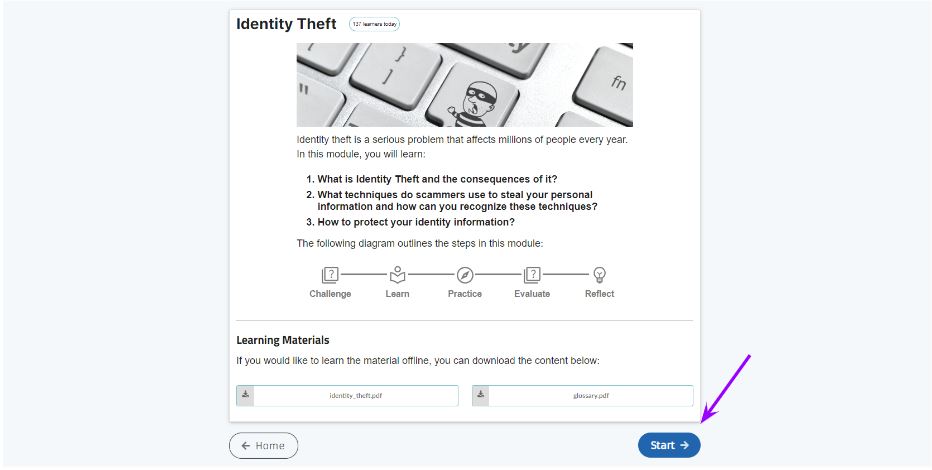 Identity Theft
137 learners today
}
]
"
fn
Identity theft is a serious problem that affects millions of people every year.
In this module, you will learn:
1. What is Identity Theft and the consequences of it?
2. What techniques do scammers use to steal your personal
information and how can you recognize these techniques?
3. How to protect your identity information?
The following diagram outlines the steps in this module:
? ?
Challenge Learn Practice Evaluate Reflect
Learning Materials
If you would like to learn the material offline, you can download the content below:
identity_theft.pdf glossary.pdf
← Home Start →